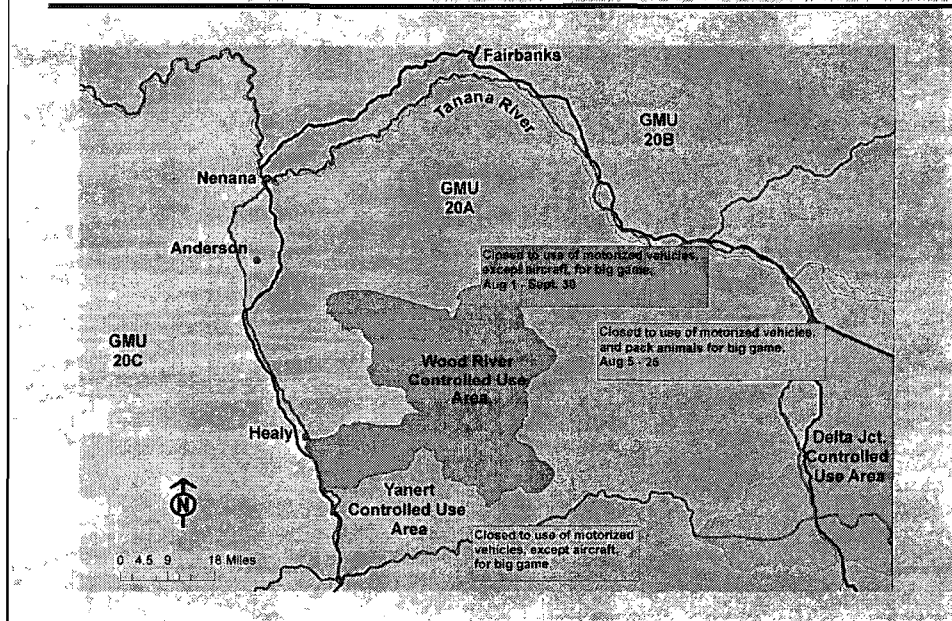 Fairbanks
Tanana River
GMU
20B
Nenana
GMU
20A
Anderson
Closed to use of motorized vehicles,
except aircraft, for big game.
Aug 1 - Sept. 30
Closed to use of motorized vehicles
and pack animals for big game.
Aug 5 - 25
GMU
20C
Wood River
Controlled Use
Area
Healy
Delta Jct.
Controlled
Use Area
Yanert
Controlled Use
Area
N
Closed to use of motorized
vehicles, except aircraft,
for big game
0 4.5 9 18 Miles